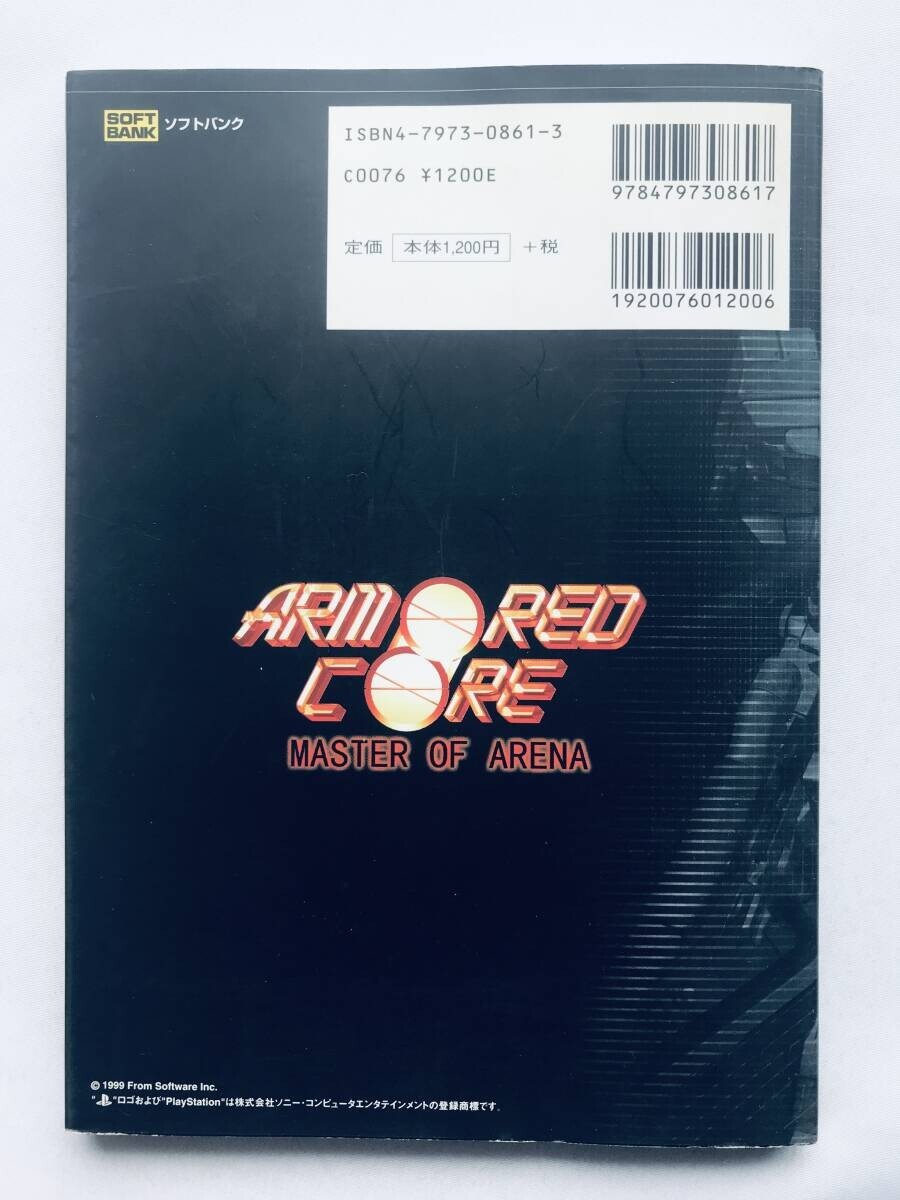 SOFT
BANK
ソフトバンク
ISBN4-7973-0861-3
C0076 ¥1200E
定価 本体1,200円 +税
9784797308617
1920076012006
ARMORED
CORE
MASTER OF ARENA
© 1999 From Software Inc.
"PS"ロゴおよび"PlayStation"は株式会社ソニー・コンピュータエンタテインメントの登録商標です。